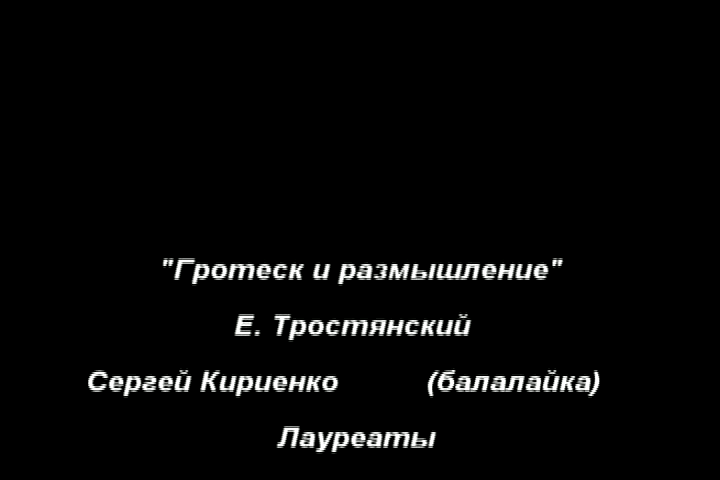 "Гротеск и размышление"
Е. Тростянский
Сергей Кириенко (балалайка)
Лауреаты